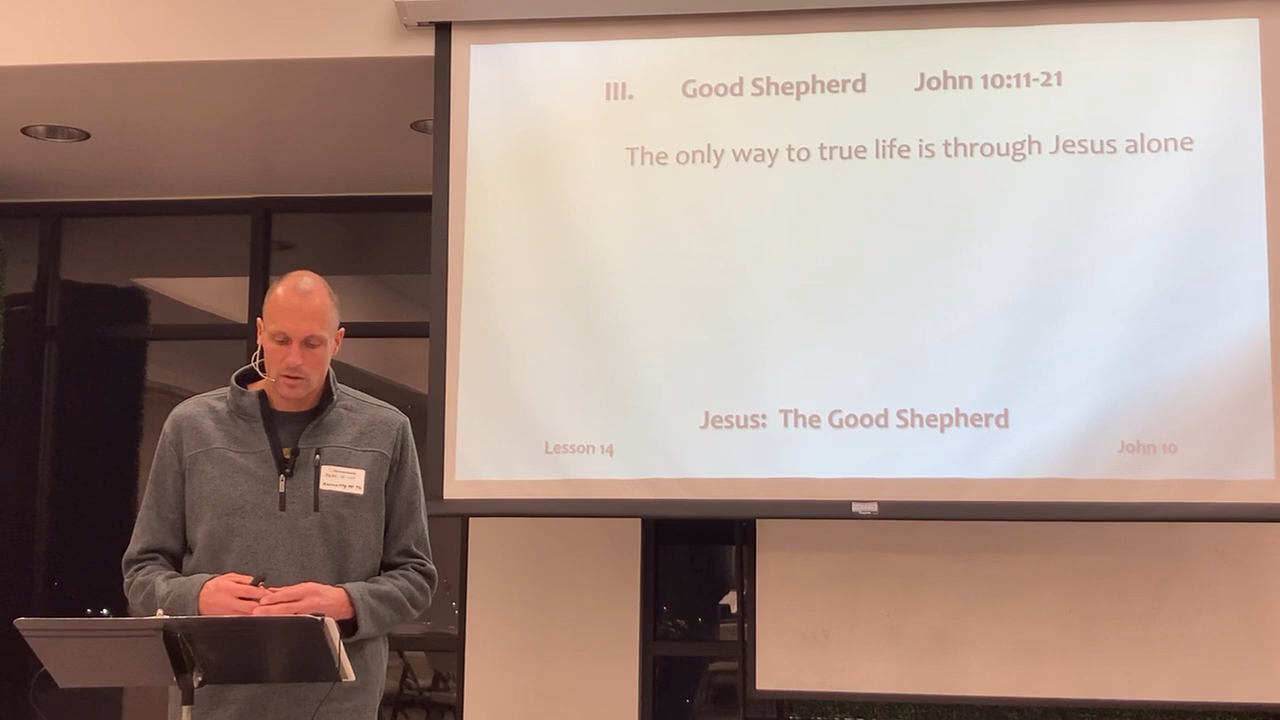 III. Good Shepherd John 10:11-21
The only way to true life is through Jesus alone
Jesus: The Good Shepherd
Lesson 14
John 10